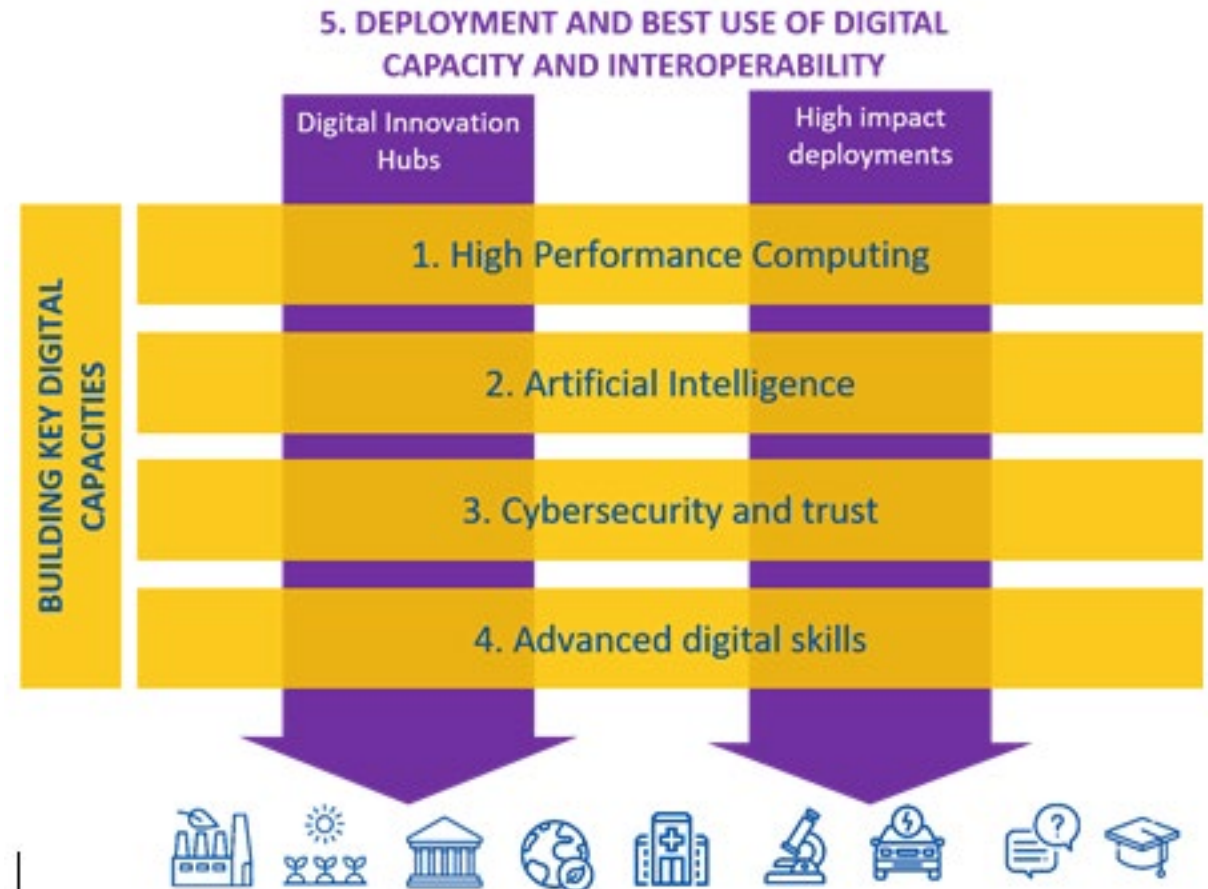 5. DEPLOYMENT AND BEST USE OF DIGITAL
CAPACITY AND INTEROPERABILITY
Digital Innovation
Hubs
High impact
deployments
BUILDING KEY DIGITAL
CAPACITIES
1. High Performance Computing
2. Artificial Intelligence
3. Cybersecurity and trust
4. Advanced digital skills
?